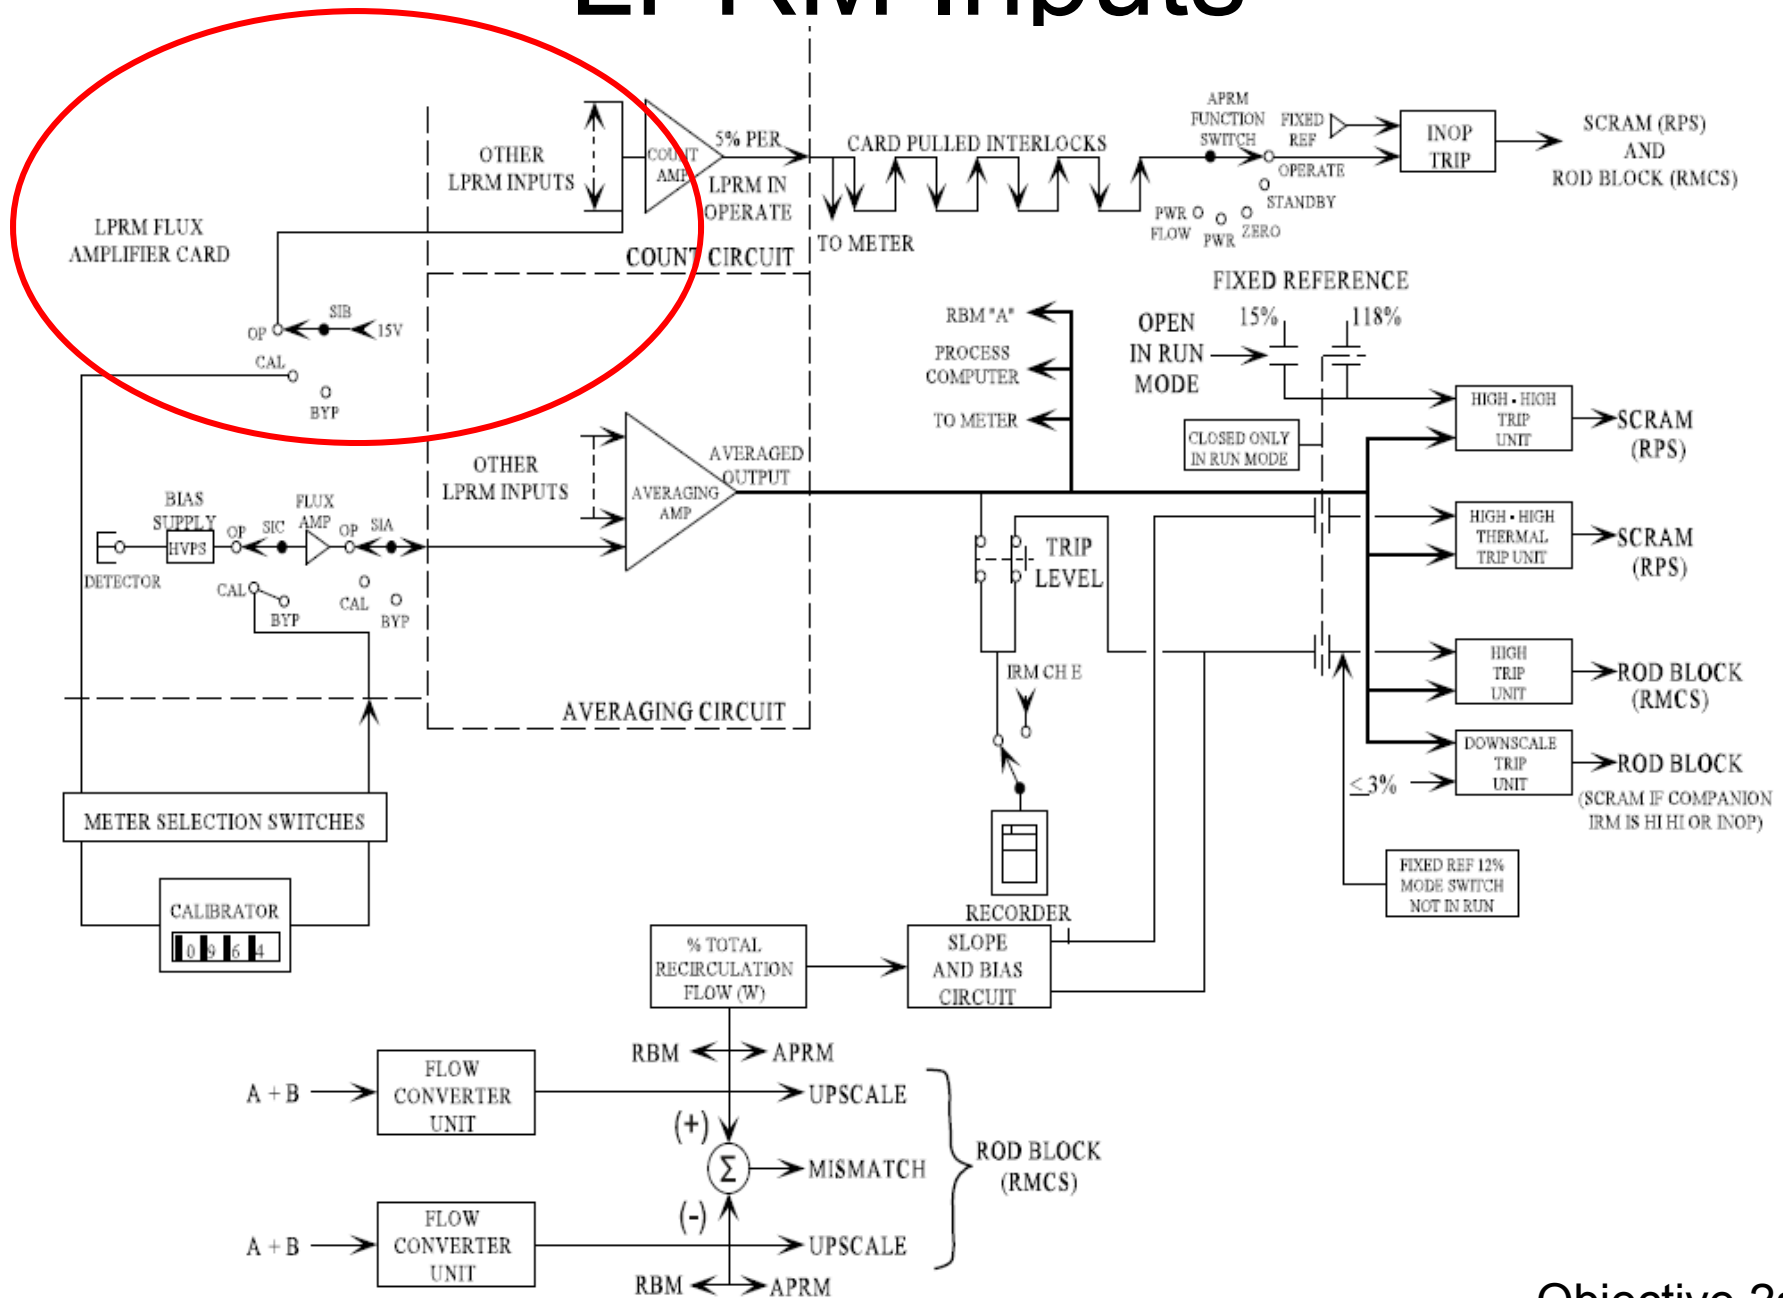 LPRM Inputs
OTHER
LPRM INPUTS
COUNT
AMP
5% PER
LPRM IN
OPERATE
COUNT CIRCUIT
LPRM FLUX
AMPLIFIER CARD
CARD PULLED INTERLOCKS
TO METER
APRM
FUNCTION
SWITCH
FIXED
REF
OPERATE
STANDBY
ZERO
PWR
PWR
FLOW
INOP
TRIP
SCRAM (RPS)
AND
ROD BLOCK (RMCS)
OP
SIB
15V
CAL
BYP
RBM "A"
PROCESS
COMPUTER
TO METER
FIXED REFERENCE
15%
118%
OPEN
IN RUN
MODE
CLOSED ONLY
IN RUN MODE
HIGH - HIGH
TRIP
UNIT
SCRAM
(RPS)
OTHER
LPRM INPUTS
AVERAGING
AMP
AVERAGED
OUTPUT
BIAS
SUPPLY
HVPS
OP
SIC
FLUX
AMP
OP
SIA
DETECTOR
CAL
BYP
CAL
BYP
TRIP
LEVEL
HIGH - HIGH
THERMAL
TRIP UNIT
SCRAM
(RPS)
HIGH
TRIP
UNIT
ROD BLOCK
(RMCS)
AVERAGING CIRCUIT
IRM CH E
DOWNSCALE
TRIP
UNIT
≤3%
ROD BLOCK
(SCRAM IF COMPANION
IRM IS HI HI OR INOP)
METER SELECTION SWITCHES
CALIBRATOR
0 9 6 4
RECORDER
FIXED REF 12%
MODE SWITCH
NOT IN RUN
% TOTAL
RECIRCULATION
FLOW (W)
SLOPE
AND BIAS
CIRCUIT
RBM
APRM
A + B
FLOW
CONVERTER
UNIT
UPSCALE
(+)
Σ
MISMATCH
(-)
ROD BLOCK
(RMCS)
A + B
FLOW
CONVERTER
UNIT
UPSCALE
RBM
APRM
Objective